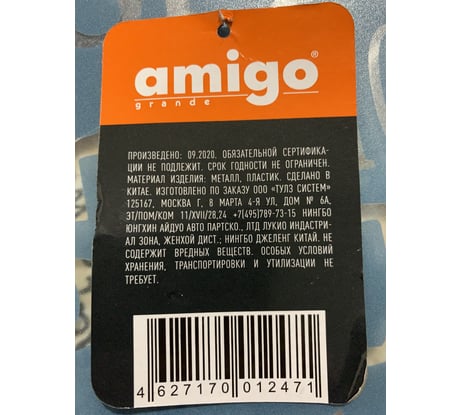 amigo®
grande
ПРОИЗВЕДЕНО: 09.2020. ОБЯЗАТЕЛЬНОЙ СЕРТИФИКА-
ЦИИ НЕ ПОДЛЕЖИТ. СРОК ГОДНОСТИ НЕ ОГРАНИЧЕН.
МАТЕРИАЛ ИЗДЕЛИЯ: МЕТАЛЛ, ПЛАСТИК. СДЕЛАНО В
КИТАЕ. ИЗГОТОВЛЕНО ПО ЗАКАЗУ ООО «ТУЛЗ СИСТЕМ»
125167, МОСКВА Г, 8 МАРТА 4-Я УЛ, ДОМ № 6А,
ЭТ/ПОМ/КОМ 11/XVII/28,24 +7(495)789-73-15 НИНГБО
ЮНГХИН АЙДУО АВТО ПАРТСКО., ЛТД ЛУКИО ИНДАСТРИ-
АЛ ЗОНА, ЖЕНХОЙ ДИСТ.; НИНГБО ДЖЕЛЕНГ КИТАЙ. НЕ
СОДЕРЖИТ ВРЕДНЫХ ВЕЩЕСТВ. ОСОБЫХ УСЛОВИЙ
ХРАНЕНИЯ, ТРАНСПОРТИРОВКИ И УТИЛИЗАЦИИ НЕ
ТРЕБУЕТ.
4 627170 012471